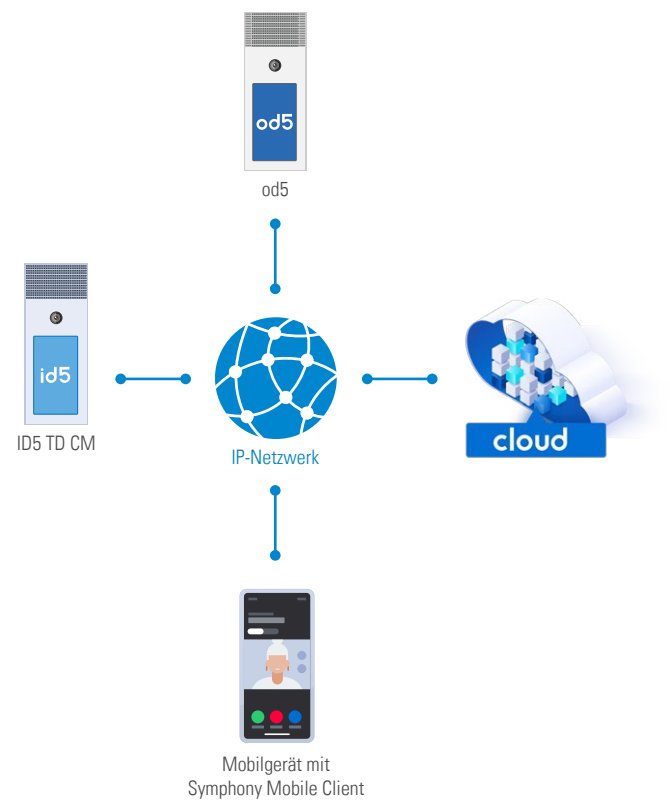 od5
od5
id5
ID5 TD CM
IP-Netzwerk
cloud
Mobilgerät mit
Symphony Mobile Client